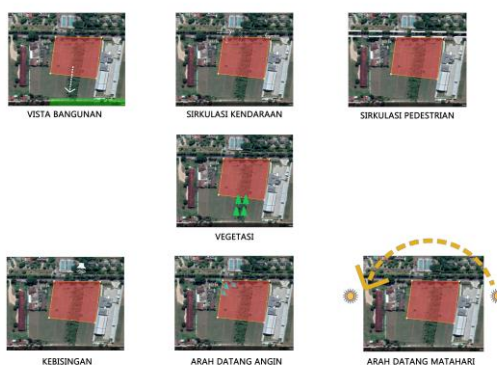 VISTA BANGUNAN
SIRKULASI KENDARAAN
SIRKULASI PEDESTRIAN
VEGETASI
KEBISINGAN
ARAH DATANG ANGIN
ARAH DATANG MATAHARI